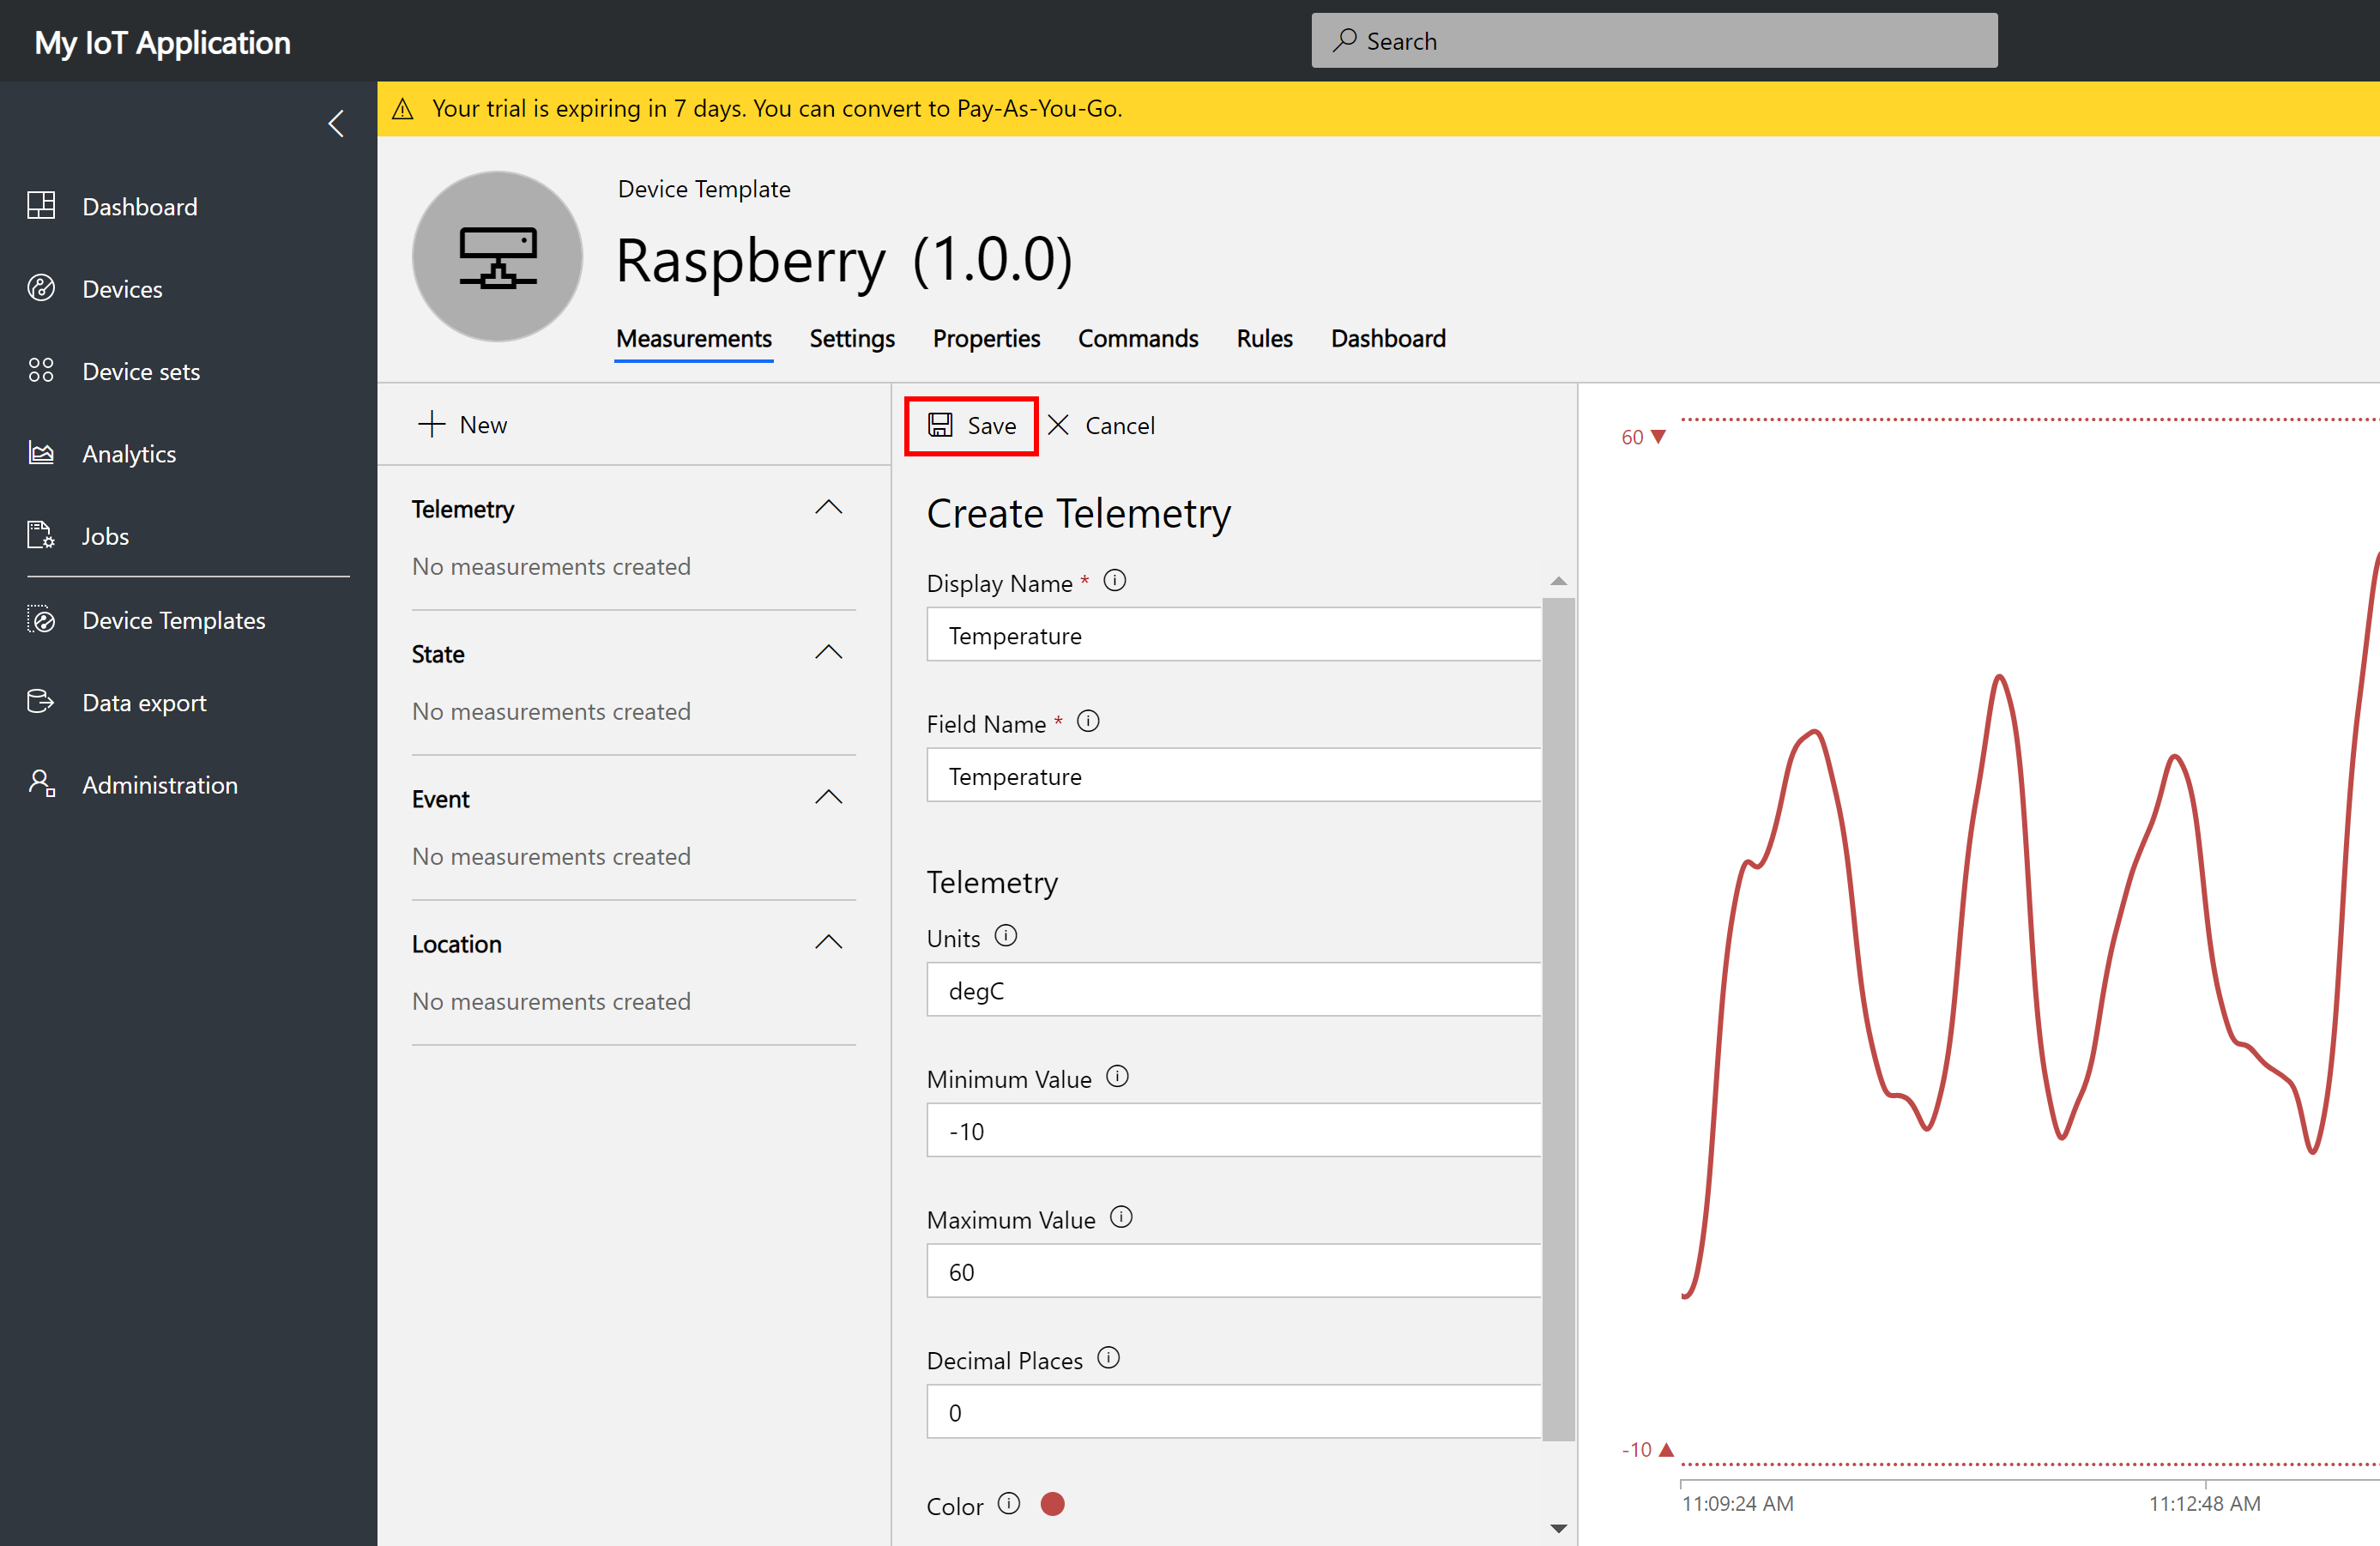 My IoT Application
Search
Your trial is expiring in 7 days. You can convert to Pay-As-You-Go.
Dashboard
Devices
Device sets
Analytics
Jobs
Device Templates
Data export
Administration
Device Template
Raspberry (1.0.0)
Measurements Settings Properties Commands Rules Dashboard
New
Telemetry
No measurements created
State
No measurements created
Event
No measurements created
Location
No measurements created
Save Cancel
Create Telemetry
Display Name *
Temperature
Field Name *
Temperature
Telemetry
Units
degC
Minimum Value
-10
Maximum Value
60
Decimal Places
0
Color
60
-10
11:09:24 AM 11:12:48 AM